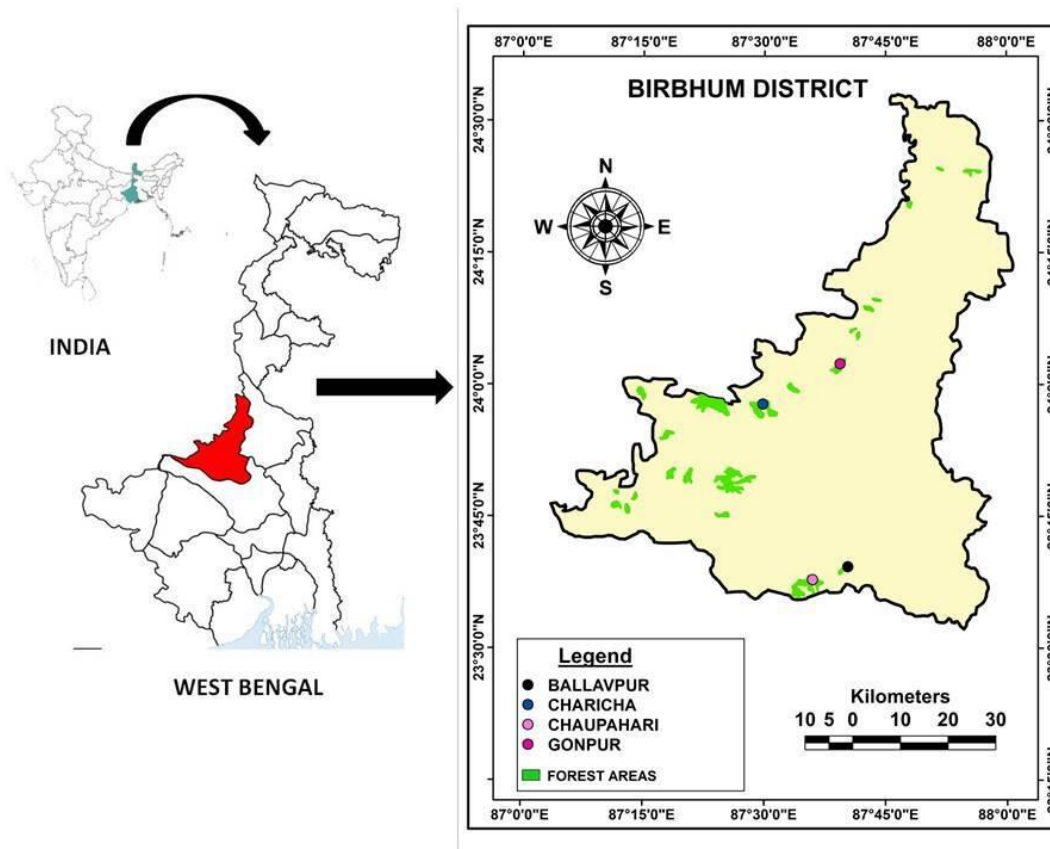 INDIA
WEST BENGAL
87°0'0"E 87°15'0"E 87°30'0"E 87°45'0"E 88°0'0"E
BIRBHUM DISTRICT
N
W E
S
24°30'0"N
24°15'0"N
24°0'0"N
23°45'0"N
23°30'0"N
Legend
BALLAVPUR
CHARICHA
CHAUPAHARI
GONPUR
FOREST AREAS
Kilometers
10 5 0 10 20 30
87°0'0"E 87°15'0"E 87°30'0"E 87°45'0"E 88°0'0"E